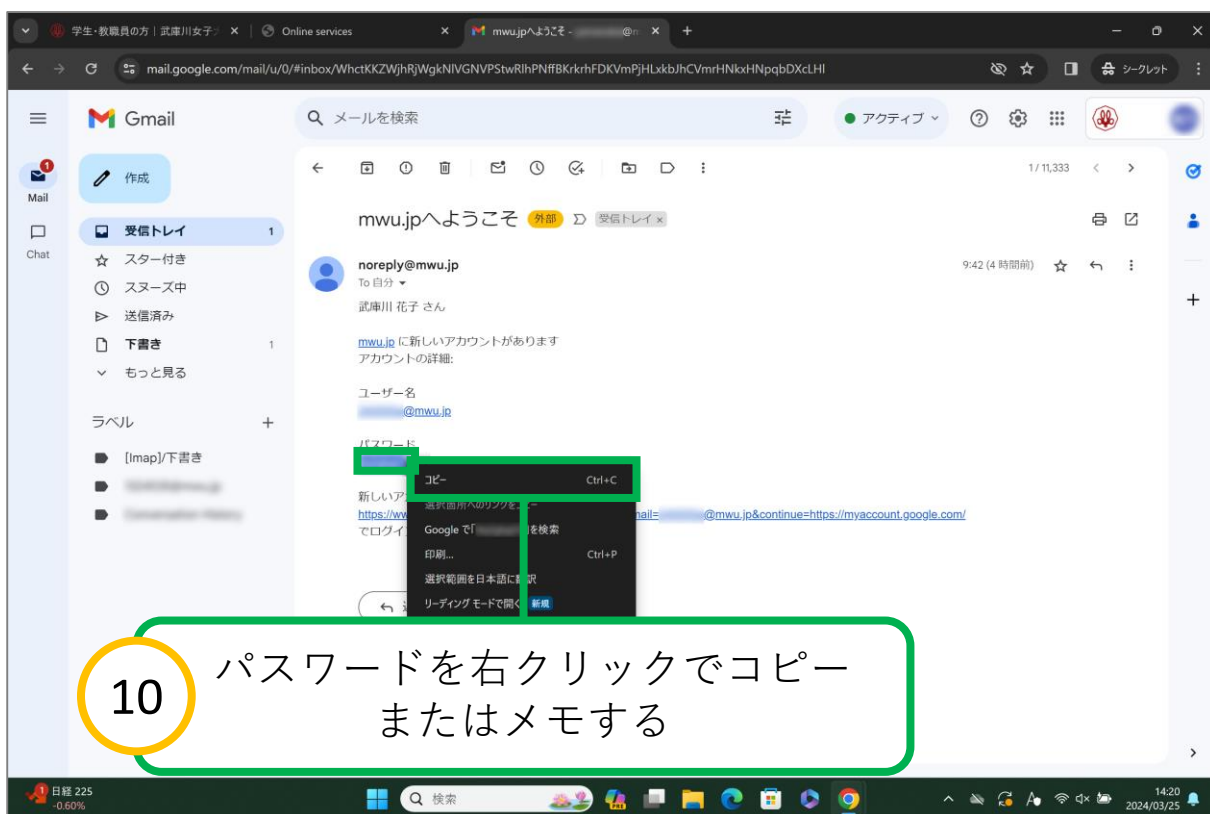 学生・教職員の方 | 武庫川女子
Online services
mwu.jpへようこそ -
mail.google.com/mail/u/0/#inbox/WhctKKZWjhRjWgkNlVGNVPStwRlhPNffBKrkrhFDKVmPjHLxkbJhCVmrHNkxHNpqbDXcLHl
シークレット
Gmail
メールを検索
アクティブ
1
Mail
Chat
作成
受信トレイ 1
スター付き
スヌーズ中
送信済み
下書き 1
もっと見る
ラベル
[Imap]/下書き
1/11,333
mwu.jpへようこそ 外部 受信トレイ ×
noreply@mwu.jp
9:42 (4 時間前)
To 自分
武庫川 花子 さん
mwu.jp に新しいアカウントがあります
アカウントの詳細:
ユーザー名
@mwu.jp
パスワード
新しいア
https://ww
ail= @mwu.jp&continue=https://myaccount.google.com/
でログイ
コピー Ctrl+C
選択箇所へのリンクをコピー
Google で「 」を検索
印刷... Ctrl+P
選択範囲を日本語に翻訳
リーディング モードで開く 新規
10
パスワードを右クリックでコピー
またはメモする
1
日経 225
-0.60%
検索
14:20
2024/03/25